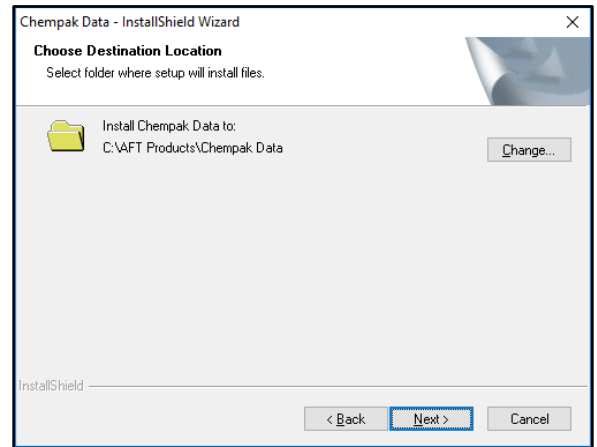 Chempak Data - InstallShield Wizard
Choose Destination Location
Select folder where setup will install files.
Install Chempak Data to:
C:\AFT Products\Chempak Data
Change...
InstallShield
< Back
Next >
Cancel